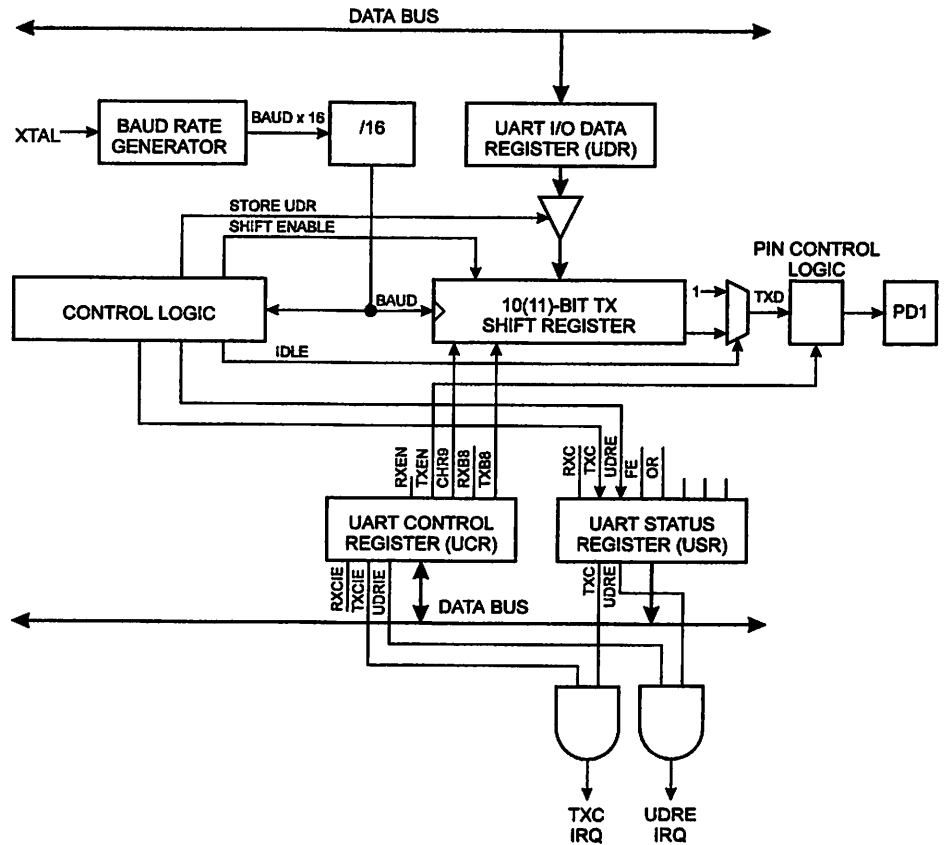 DATA BUS
XTAL
BAUD RATE
GENERATOR
BAUD x 16
/16
UART I/O DATA
REGISTER (UDR)
STORE UDR
SHIFT ENABLE
PIN CONTROL
LOGIC
CONTROL LOGIC
BAUD
10(11)-BIT TX
SHIFT REGISTER
1
TXD
PD1
IDLE
RXEN
TXEN
CHR9
RXB8
TXB8
RXC
TXC
UDRE
FE
OR
UART CONTROL
REGISTER (UCR)
UART STATUS
REGISTER (USR)
RXCIE
TXCIE
UDRIE
TXC
UDRE
DATA BUS
TXC
IRQ
UDRE
IRQ